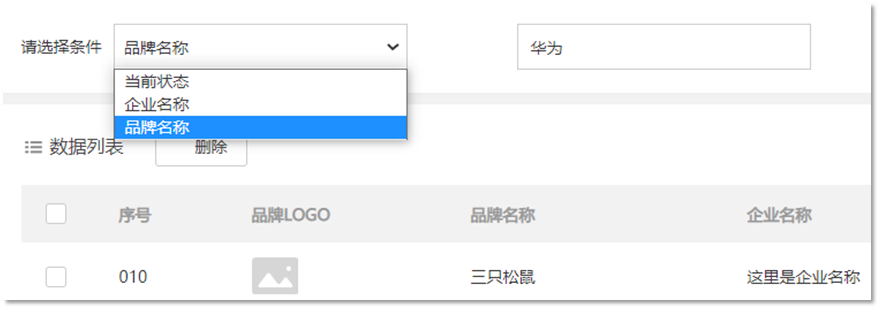 请选择条件 品牌名称 华为
当前状态
企业名称
品牌名称
数据列表 删除
序号 品牌LOGO 品牌名称 企业名称
010 三只松鼠 这里是企业名称